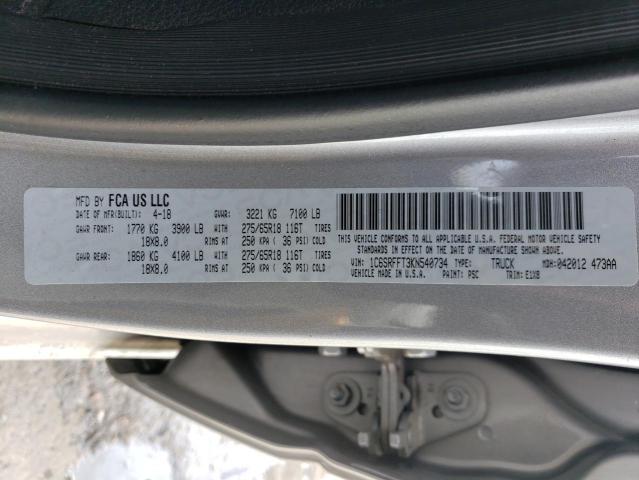 MFD BY FCA US LLC
DATE OF MFR(BUILT): 4-18 GVWR: 3221 KG 7100 LB
GAWR FRONT: 1770 KG 3900 LB WITH 275/65R18 116T TIRES
18X8.0 RIMS AT 250 KPA ( 36 PSI) COLD
GAWR REAR: 1860 KG 4100 LB WITH 275/65R18 116T TIRES
18X8.0 RIMS AT 250 KPA ( 36 PSI) COLD
THIS VEHICLE CONFORMS TO ALL APPLICABLE U.S.A. FEDERAL MOTOR VEHICLE SAFETY
STANDARDS IN EFFECT ON THE DATE OF MANUFACTURE SHOWN ABOVE.
VIN: 1C6SRFFT3KN540734 TYPE: TRUCK MDH:042012 473AA
VEHICLE MADE IN U.S.A. PAINT: PSC TRIM: E1X8